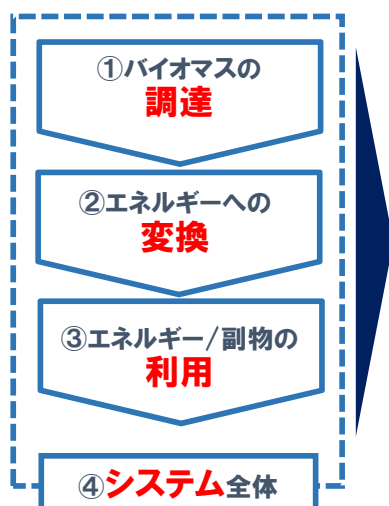 ①バイオマスの
調達
②エネルギーへの
変換
③エネルギー/副物の
利用
④システム全体